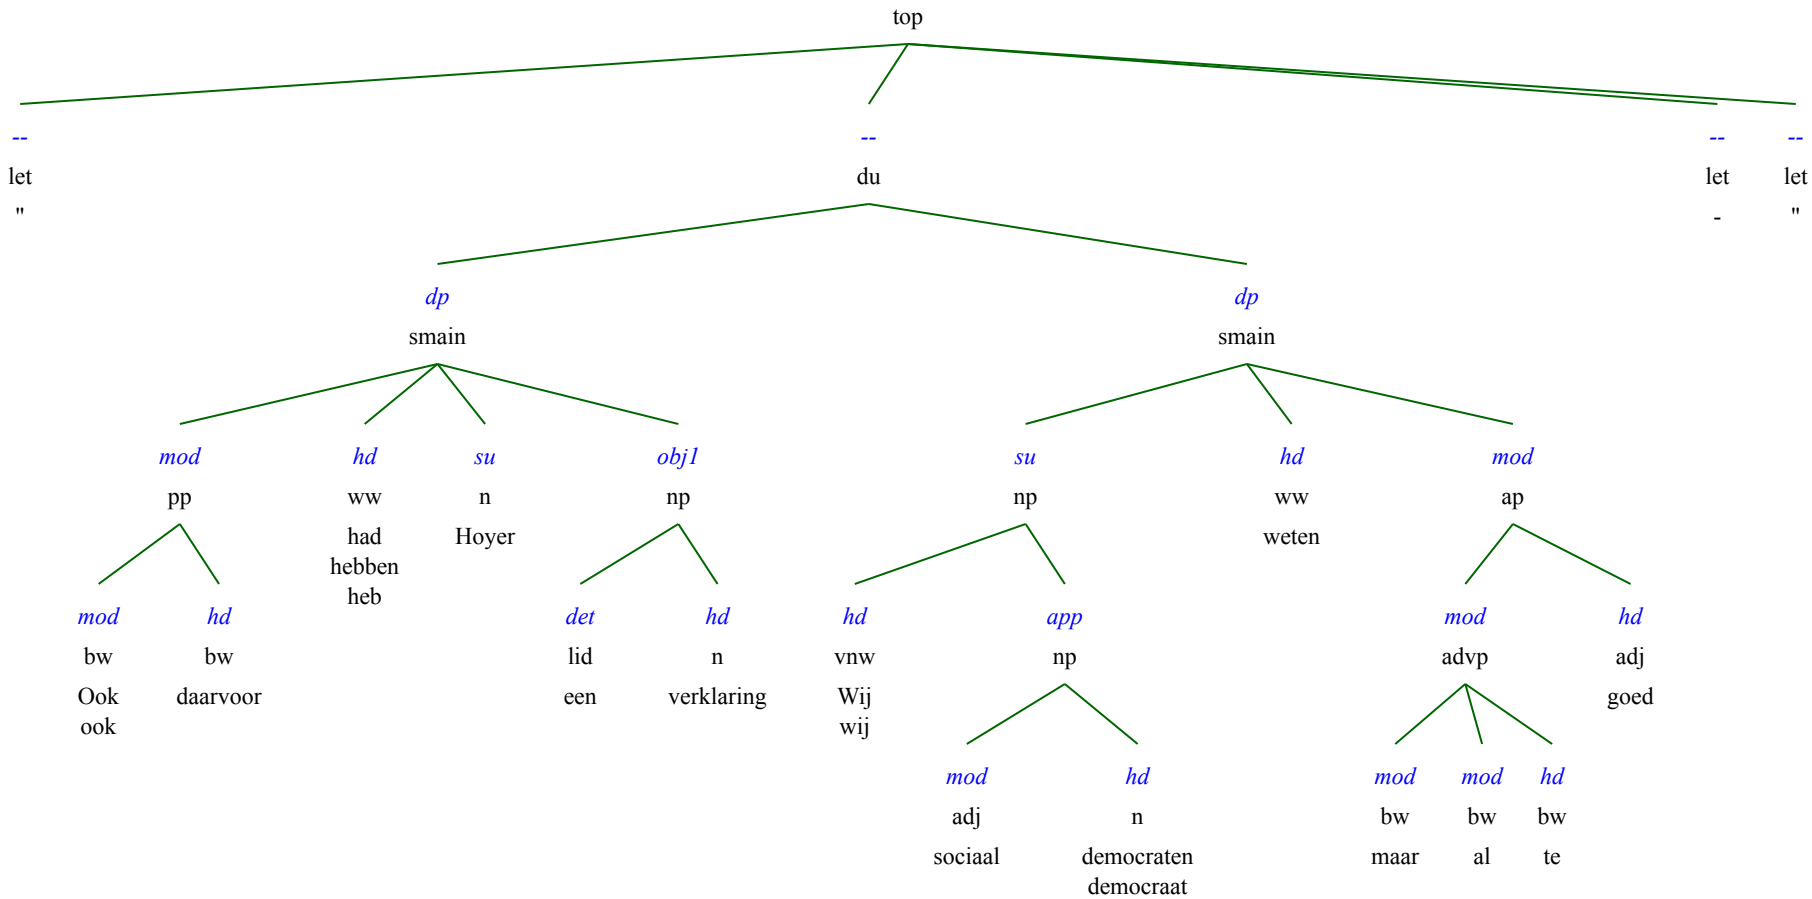 top
-- -- -- --
let du let let
" - "
dp dp
smain smain
mod hd su obj1 su hd mod
pp ww n np np ww ap
had Hoyer weten
hebben
heb
mod hd det hd hd app mod hd
bw bw lid n vnw np advp adj
Ook daarvoor een verklaring Wij goed
ook wij
mod hd mod mod hd
adj n bw bw bw
sociaal democraten maar al te
democraat